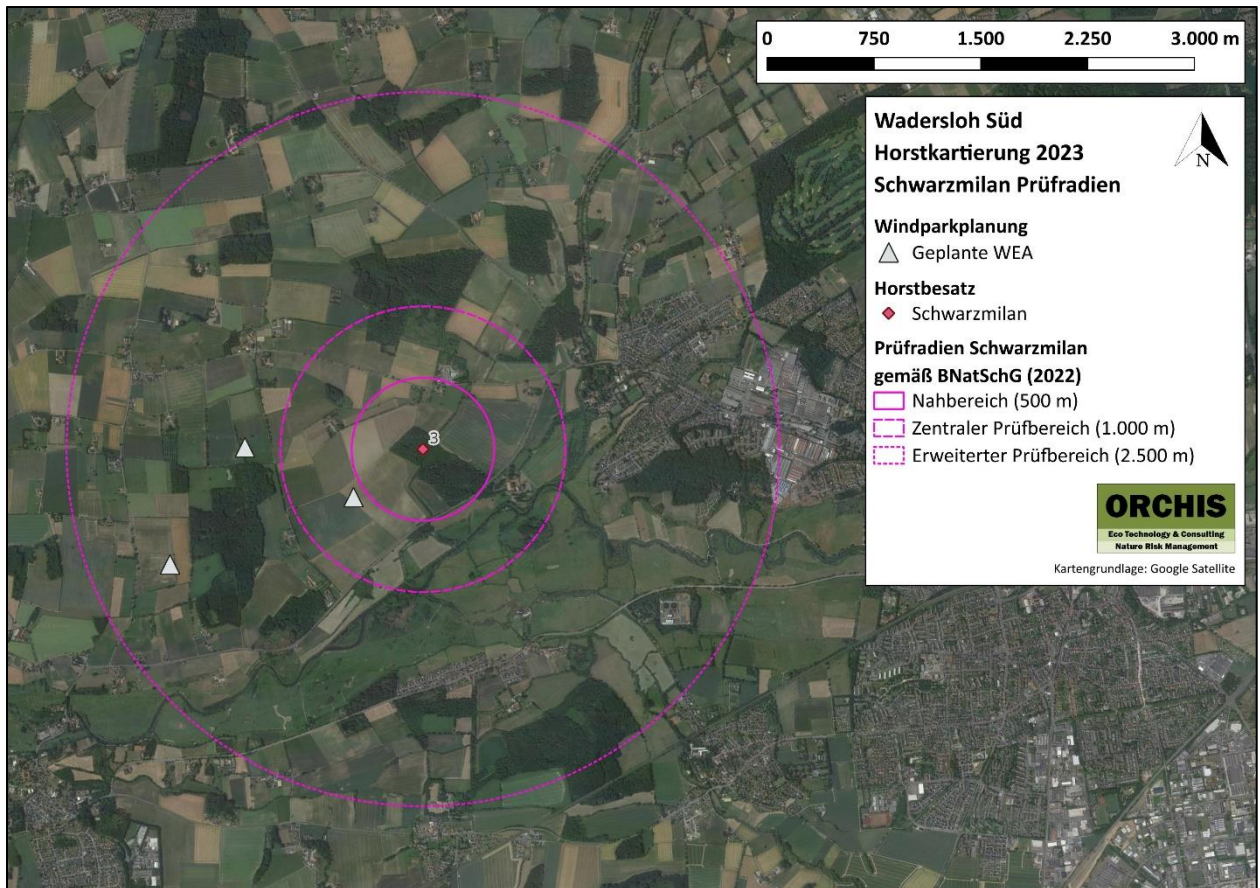 0 750 1.500 2.250 3.000 m
Wadersloh Süd
Horstkartierung 2023
Schwarzmilan Prüfradien
N
Windparkplanung
Geplante WEA
Horstbesatz
Schwarzmilan
Prüfradien Schwarzmilan
gemäß BNatSchG (2022)
Nahbereich (500 m)
Zentraler Prüfbereich (1.000 m)
Erweiterter Prüfbereich (2.500 m)
ORCHIS
Eco Technology & Consulting
Nature Risk Management
Kartengrundlage: Google Satellite
3